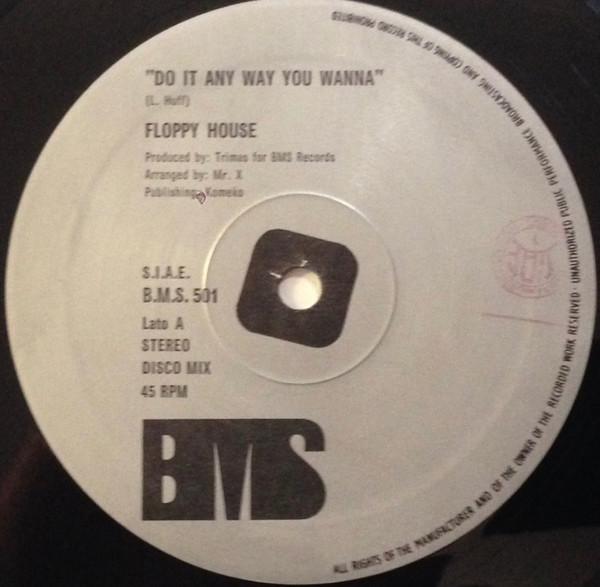 "DO IT ANY WAY YOU WANNA"
(L. Huff)
FLOPPY HOUSE
Produced by: Trimas for BMS Records
Arranged by: Mr. X
Publishing: Komeko
S.I.A.E.
B.M.S. 501
Lato A
STEREO
DISCO MIX
45 RPM
BMS
ALL RIGHTS OF THE MANUFACTURER AND OF THE OWNER OF THE RECORDED WORK RESERVED - UNAUTHORIZED PUBLIC PERFORMANCE BROADCASTING AND COPYING OF THIS RECORD PROHIBITED